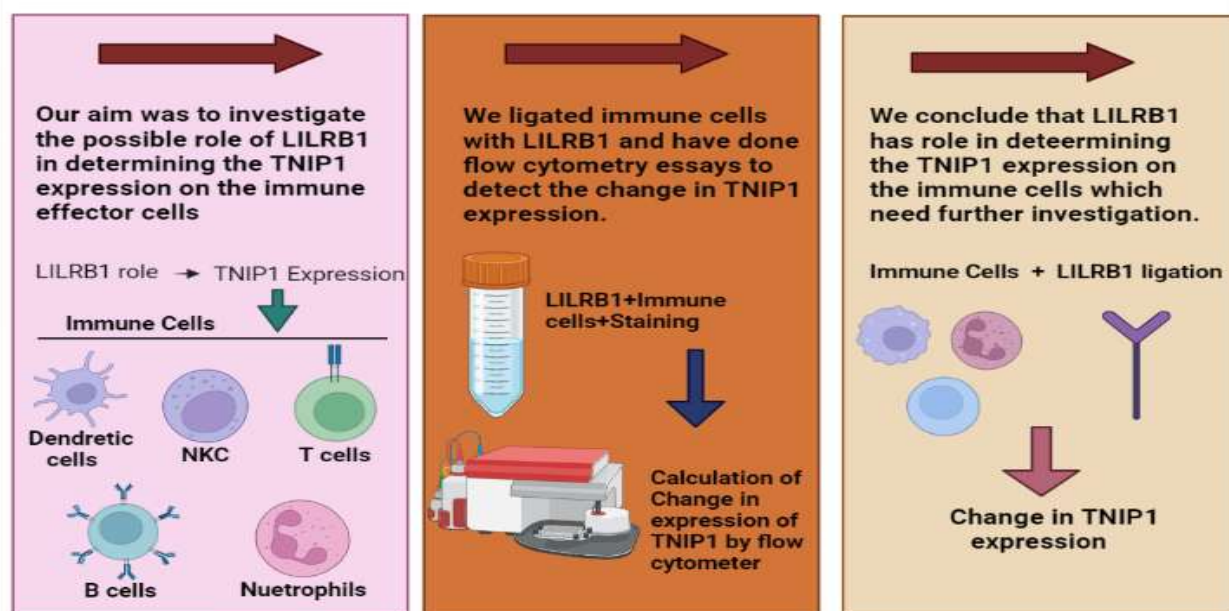 Our aim was to investigate
the possible role of LILRB1
in determining the TNIP1
expression on the immune
effector cells
LILRB1 role → TNIP1 Expression
Immune Cells
Dendretic
cells
NKC
T cells
B cells
Nuetrophils
We ligated immune cells
with LILRB1 and have done
flow cytometry essays to
detect the change in TNIP1
expression.
LILRB1+Immune
cells+Staining
Calculation of
Change in
expression of
TNIP1 by flow
cytometer
We conclude that LILRB1
has role in deteermining
the TNIP1 expression on
the immune cells which
need further investigation.
Immune Cells + LILRB1 ligation
Change in TNIP1
expression